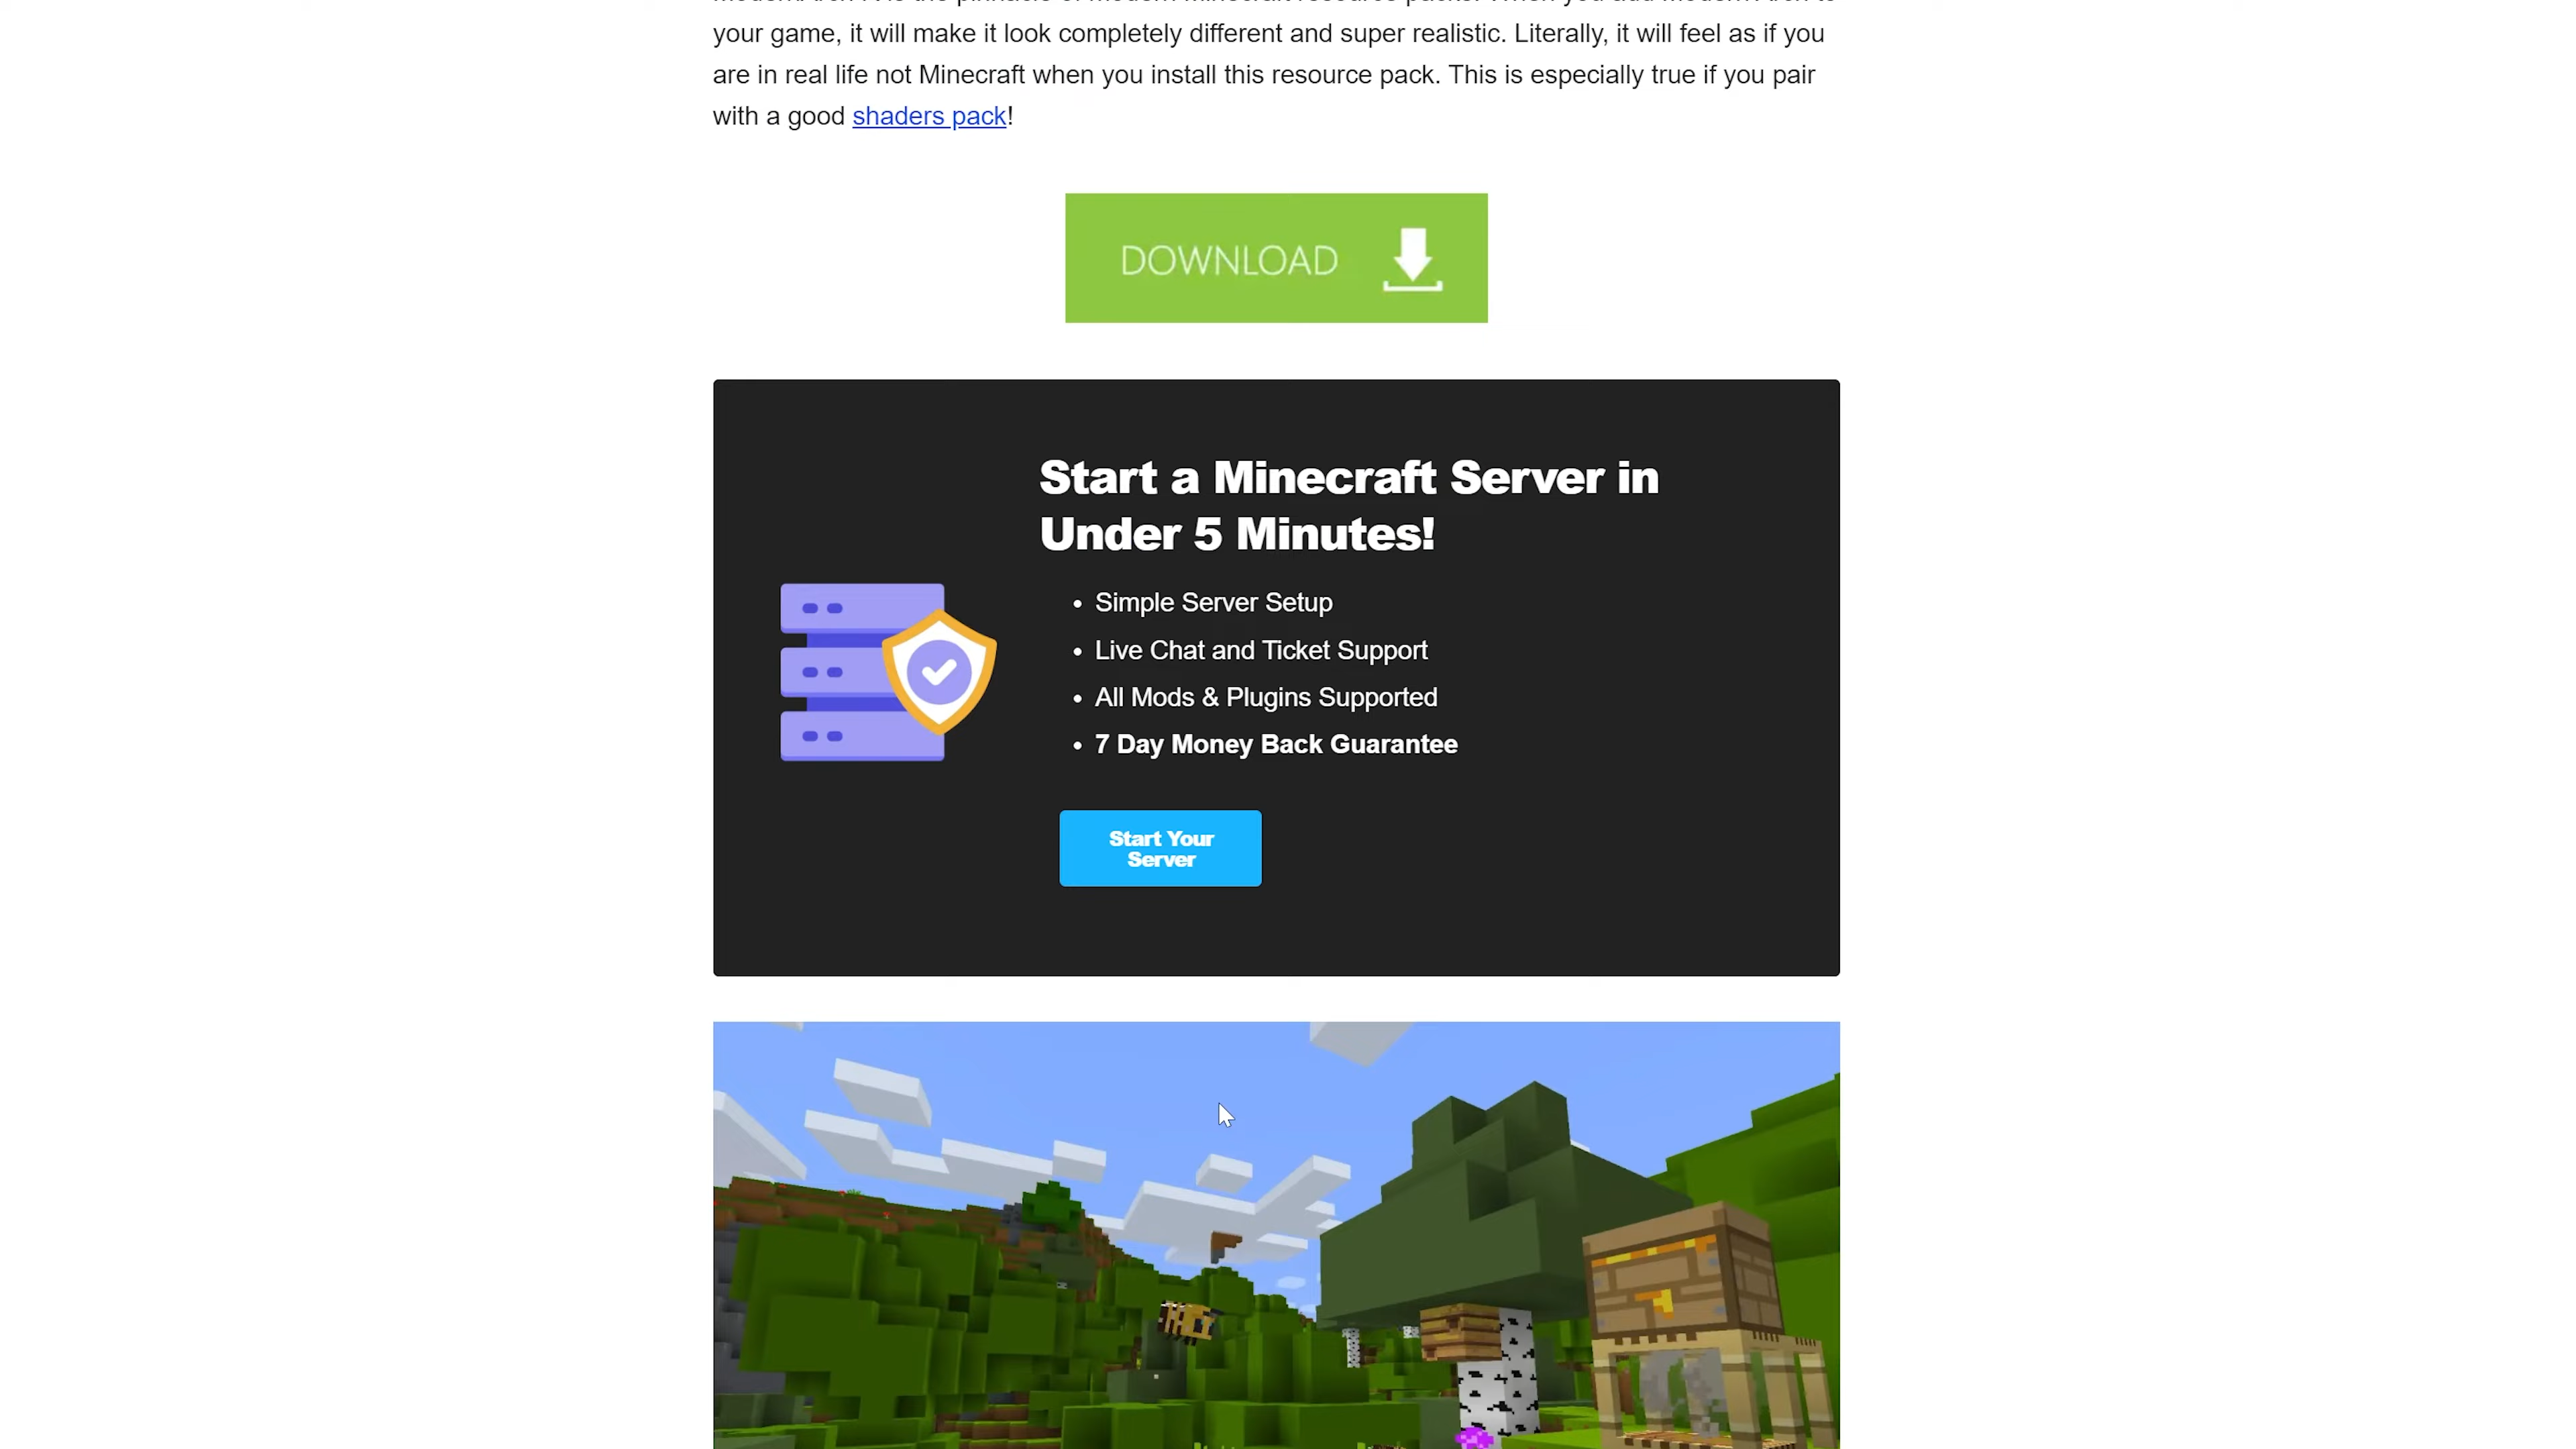 your game, it will make it look completely different and super realistic. Literally, it will feel as if you
are in real life not Minecraft when you install this resource pack. This is especially true if you pair
with a good shaders pack!
DOWNLOAD
Start a Minecraft Server in
Under 5 Minutes!
• Simple Server Setup
• Live Chat and Ticket Support
• All Mods & Plugins Supported
• 7 Day Money Back Guarantee
Start Your
Server